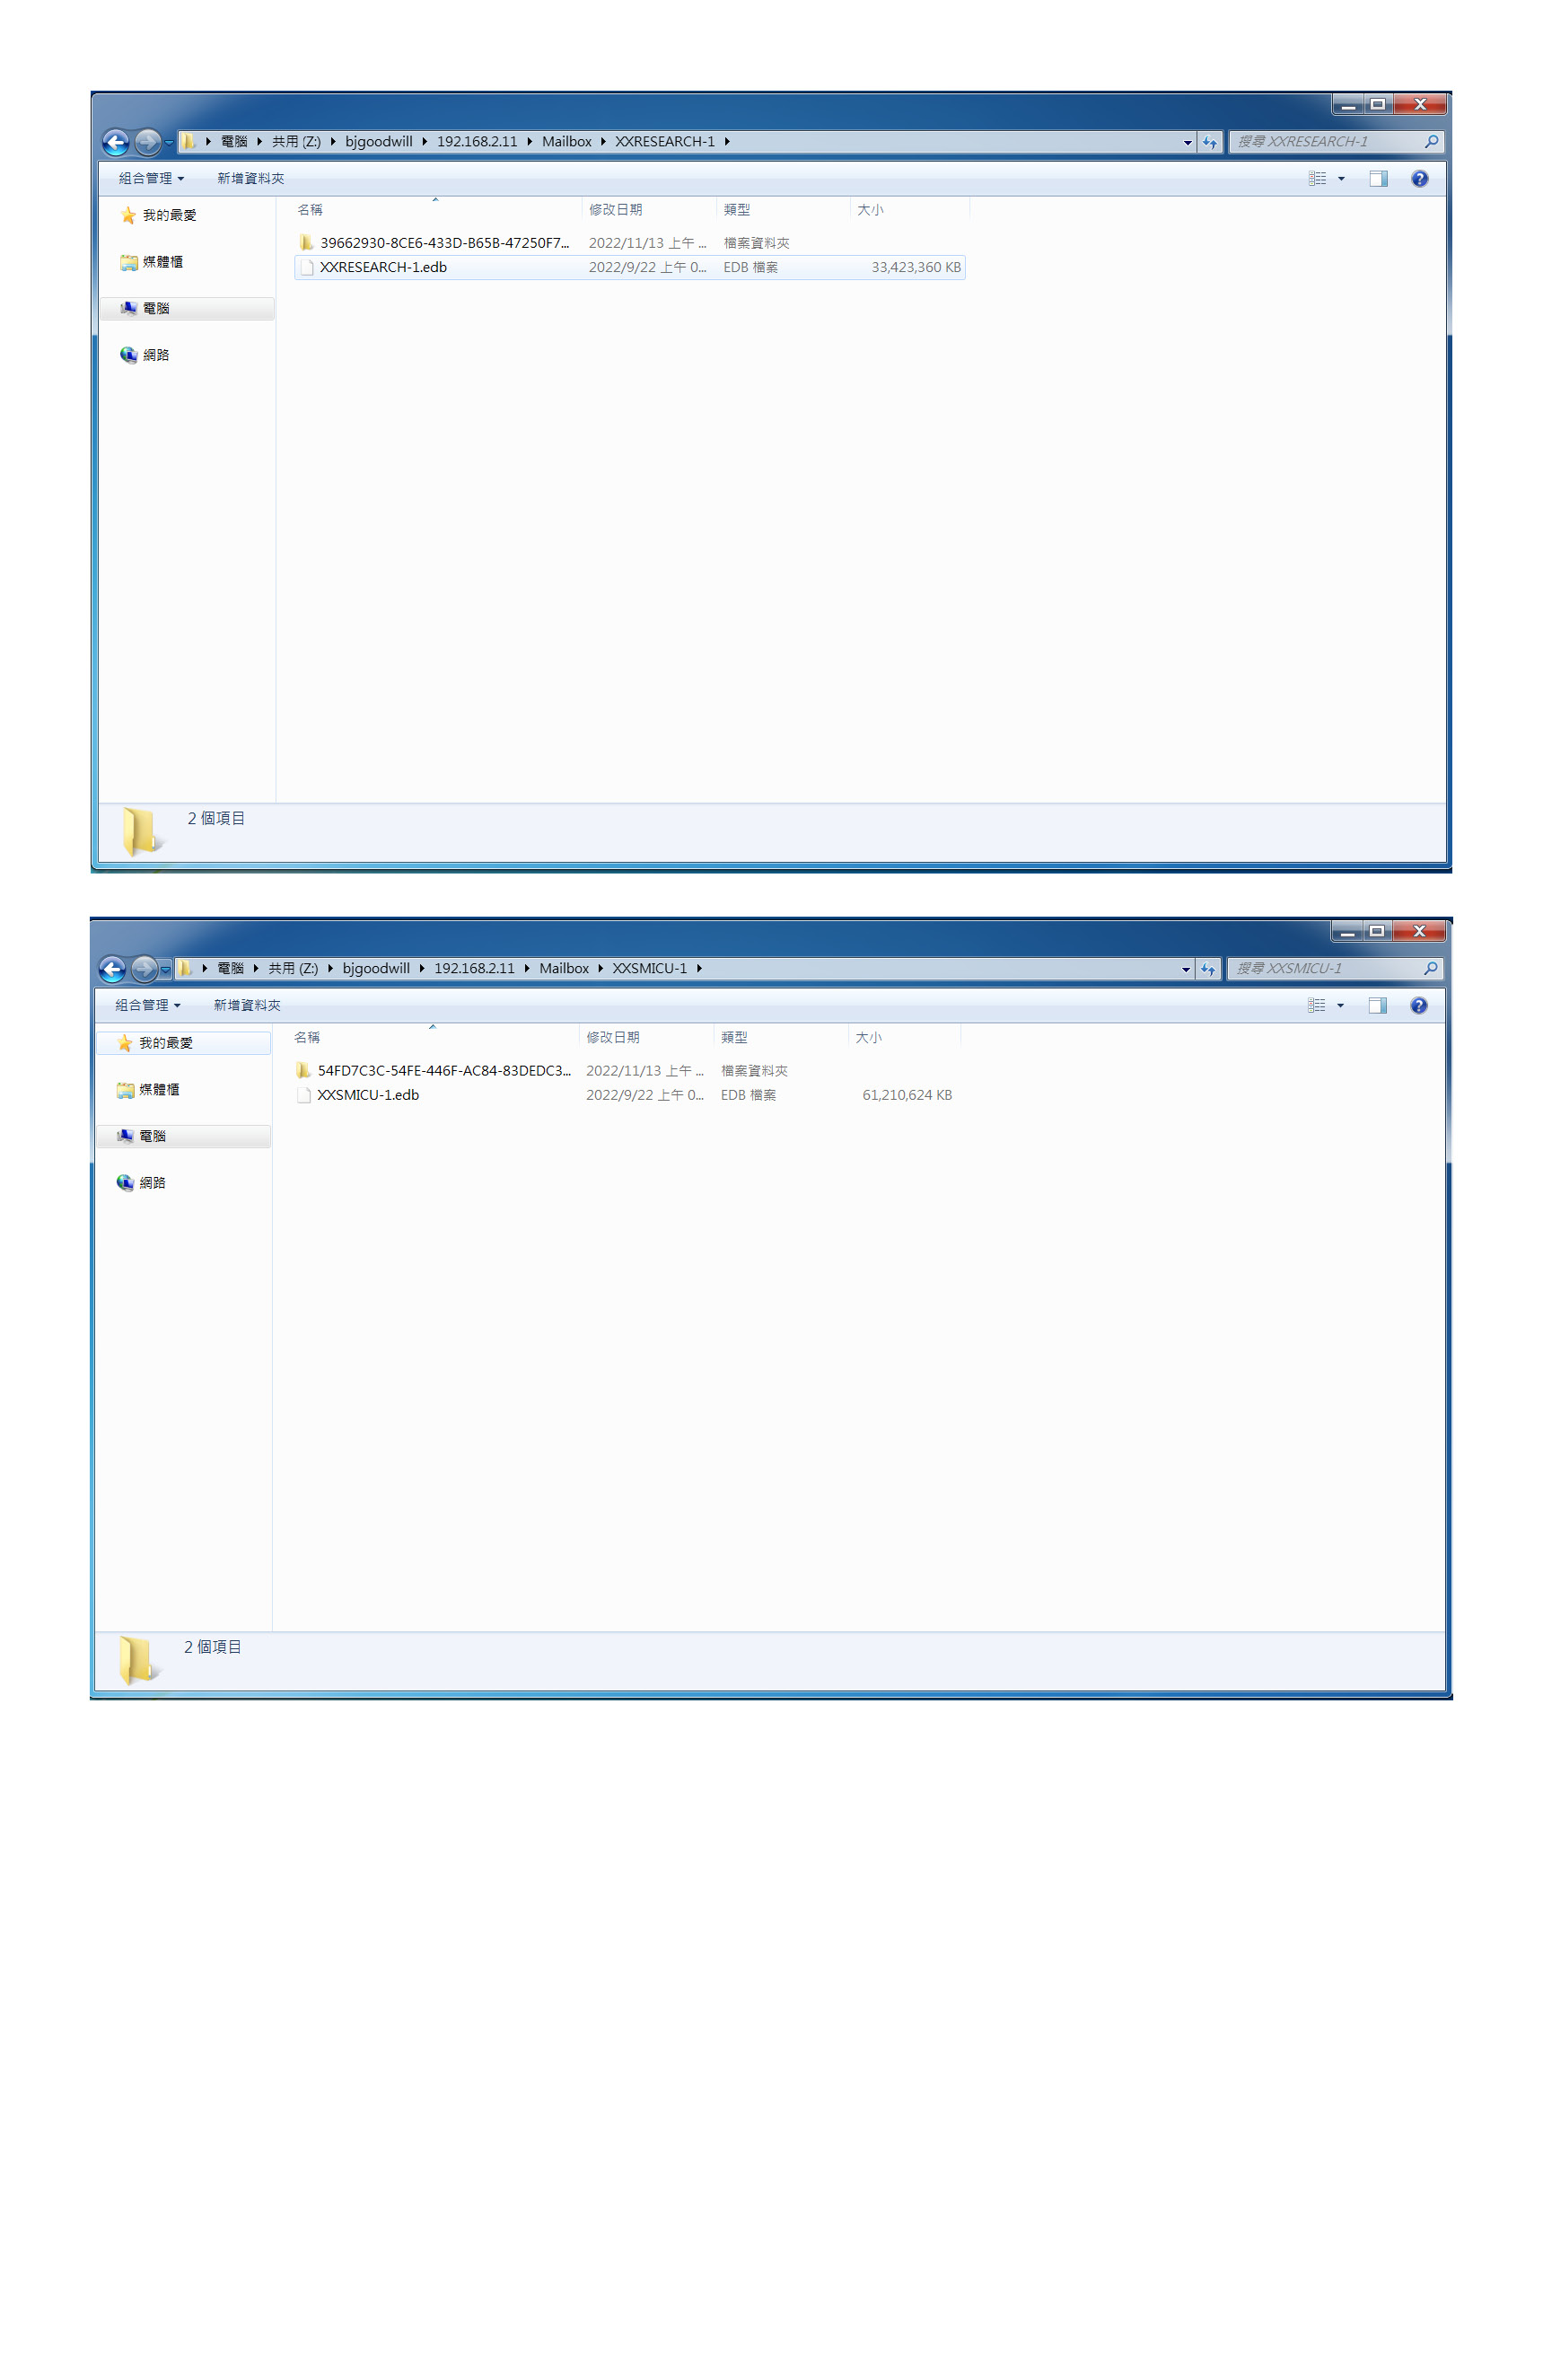 電腦 共用 (Z:) bjgoodwill 192.168.2.11 Mailbox XXRESEARCH-1 搜尋 XXRESEARCH-1
組合管理 新增資料夾
我的最愛
媒體櫃
電腦
網路
名稱 修改日期 類型 大小
39662930-8CE6-433D-B65B-47250F7... 2022/11/13 上午 ... 檔案資料夾
XXRESEARCH-1.edb 2022/9/22 上午 0... EDB 檔案 33,423,360 KB
2 個項目
電腦 共用 (Z:) bjgoodwill 192.168.2.11 Mailbox XXSMICU-1 搜尋 XXSMICU-1
組合管理 新增資料夾
我的最愛
媒體櫃
電腦
網路
名稱 修改日期 類型 大小
54FD7C3C-54FE-446F-AC84-83DEDC3... 2022/11/13 上午 ... 檔案資料夾
XXSMICU-1.edb 2022/9/22 上午 0... EDB 檔案 61,210,624 KB
2 個項目